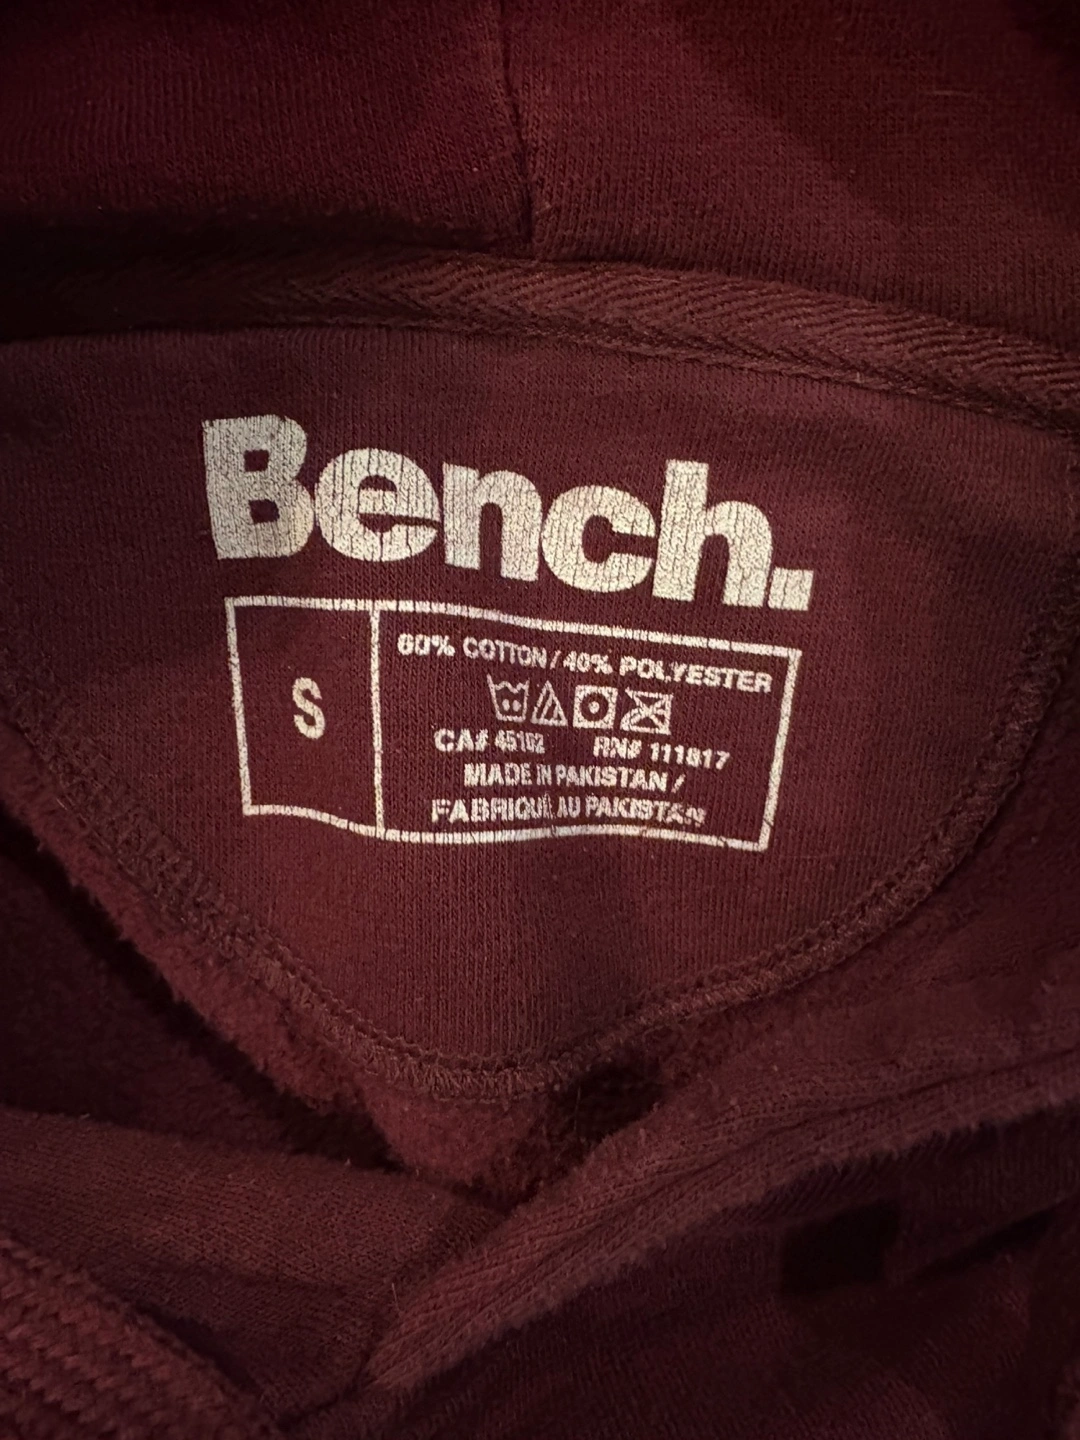 Bench.
S
60% COTTON / 40% POLYESTER
CA# 45102 RN# 111817
MADE IN PAKISTAN /
FABRIQUÉ AU PAKISTAN